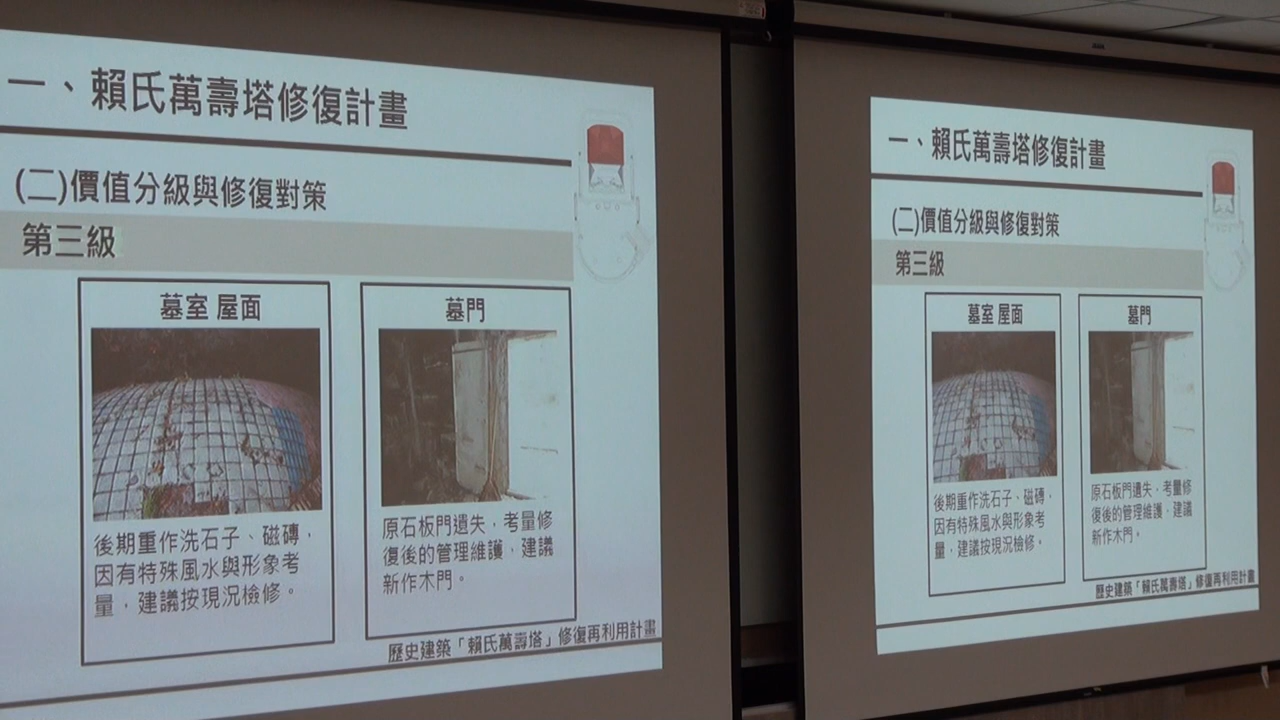 一、賴氏萬壽塔修復計畫
(二)價值分級與修復對策
第三級
墓室 屋面
後期重作洗石子、磁磚，
因有特殊風水與形象考
量，建議按現況檢修。
墓門
原石板門遺失，考量修
復後的管理維護，建議
新作木門。
歷史建築「賴氏萬壽塔」修復再利用計畫
一、賴氏萬壽塔修復計畫
(二)價值分級與修復對策
第三級
墓室 屋面
後期重作洗石子、磁磚，
因有特殊風水與形象考
量，建議按現況檢修。
墓門
原石板門遺失，考量修
復後的管理維護，建議
新作木門。
歷史建築「賴氏萬壽塔」修復再利用計畫